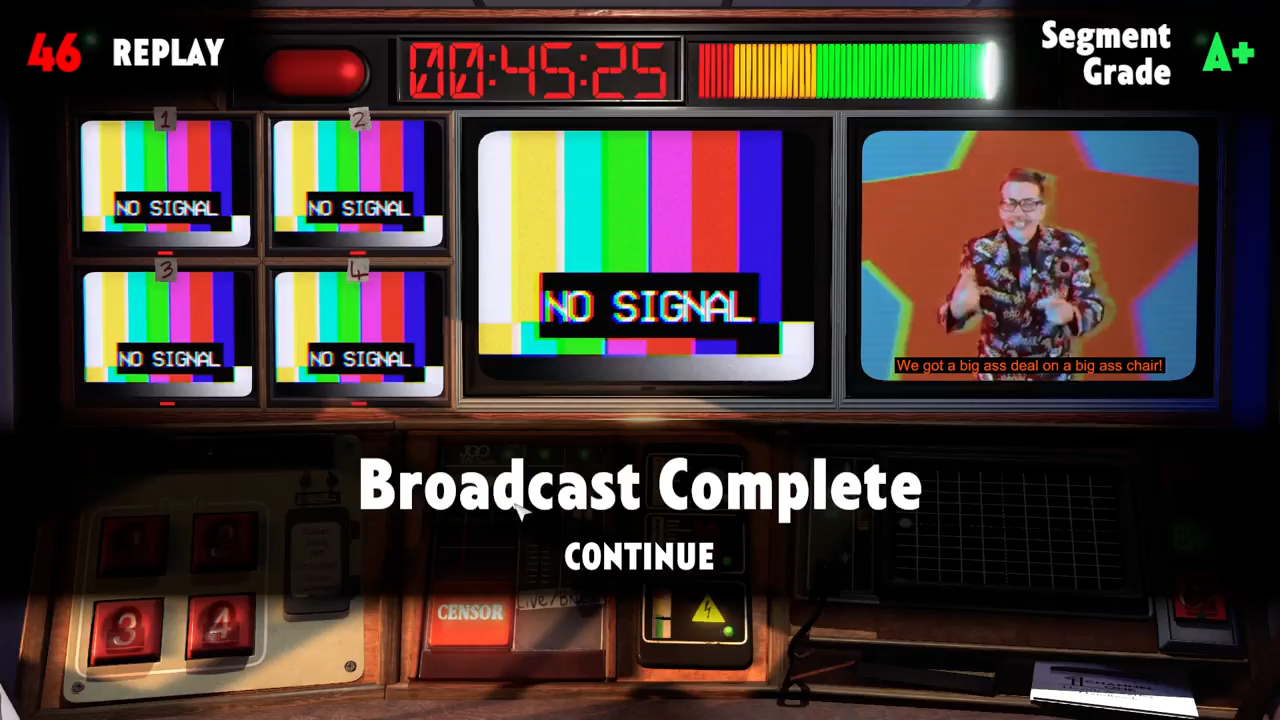 46 REPLAY
00:45:25
Segment
Grade
A+
1
2
NO SIGNAL
NO SIGNAL
3
4
NO SIGNAL
NO SIGNAL
NO SIGNAL
We got a big ass deal on a big ass chair!
Broadcast Complete
CONTINUE
3
4
CENSOR
CHANNEL